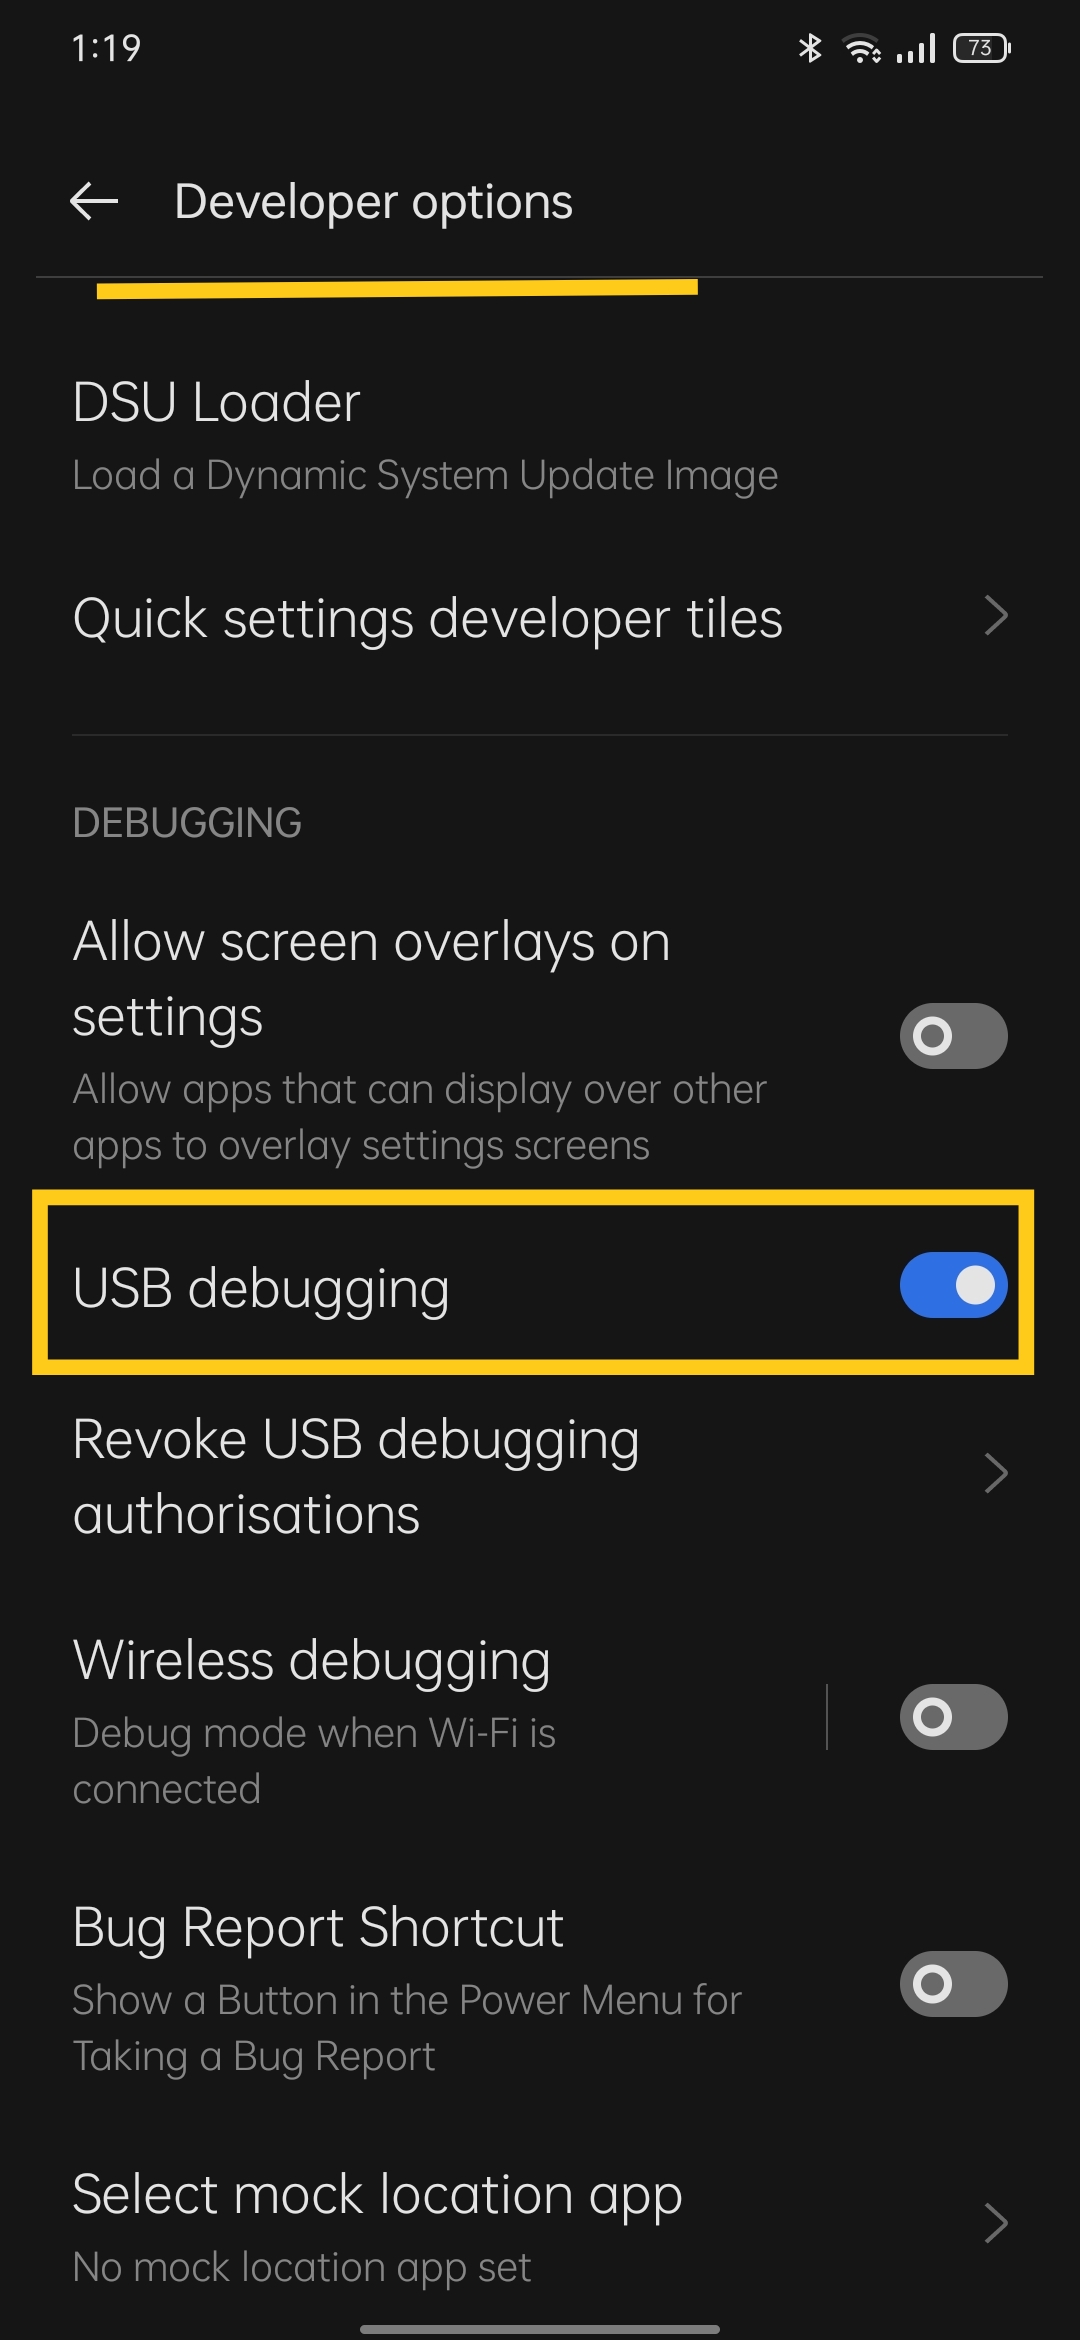 1:19
73
Developer options
DSU Loader
Load a Dynamic System Update Image
Quick settings developer tiles
DEBUGGING
Allow screen overlays on
settings
Allow apps that can display over other
apps to overlay settings screens
USB debugging
Revoke USB debugging
authorisations
Wireless debugging
Debug mode when Wi-Fi is
connected
Bug Report Shortcut
Show a Button in the Power Menu for
Taking a Bug Report
Select mock location app
No mock location app set